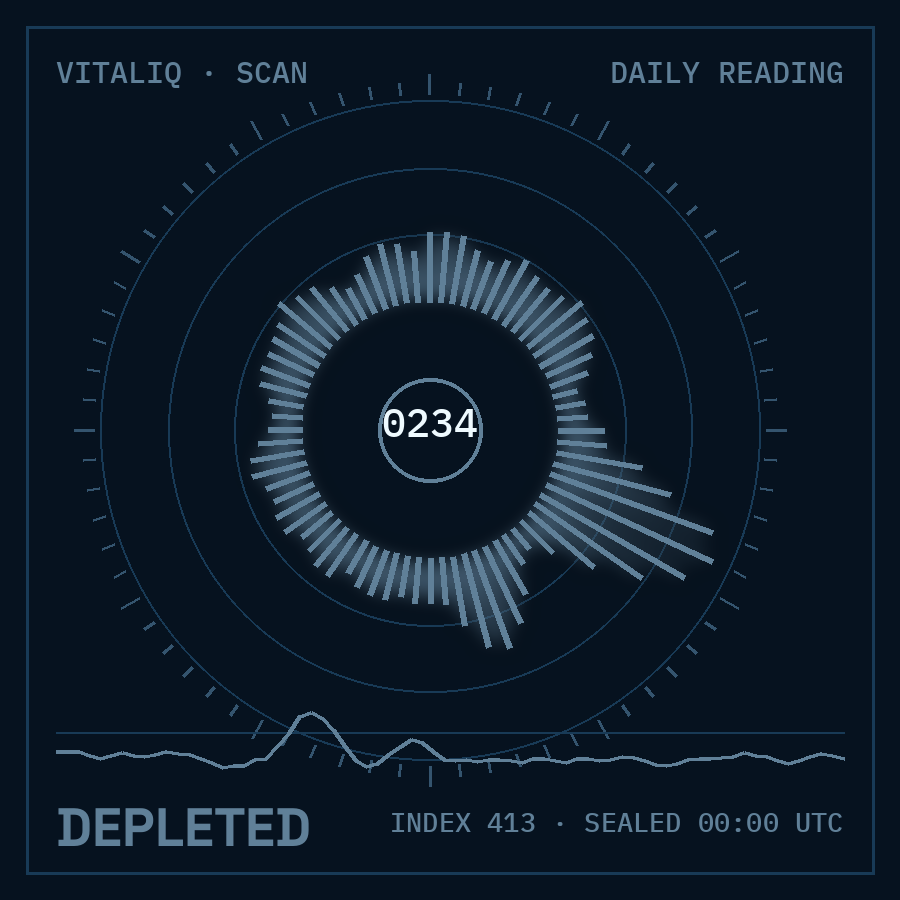 VITALIQ · SCAN
DAILY READING
0234
DEPLETED
INDEX 413 · SEALED 00:00 UTC